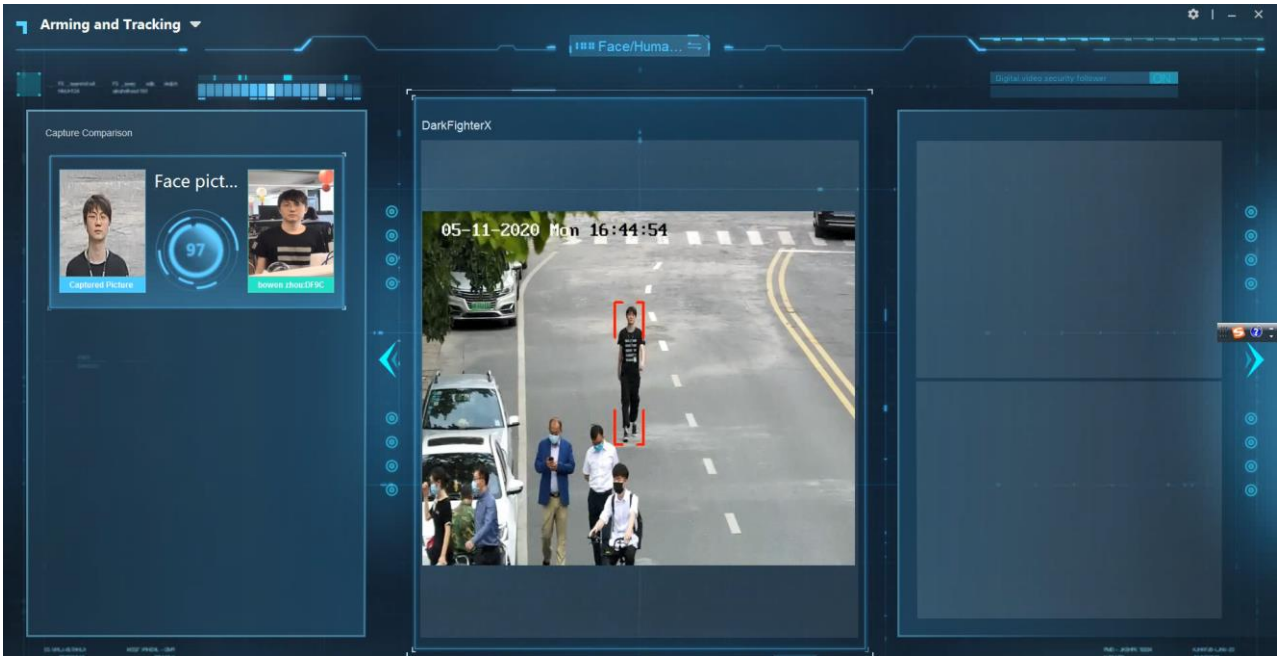 Arming and Tracking
Face/Huma...
Digital video security follower
ON
Capture Comparison
Face pict...
97
Captured Picture
bowen zhou:DF9C
DarkFighterX
05-11-2020 Mon 16:44:54